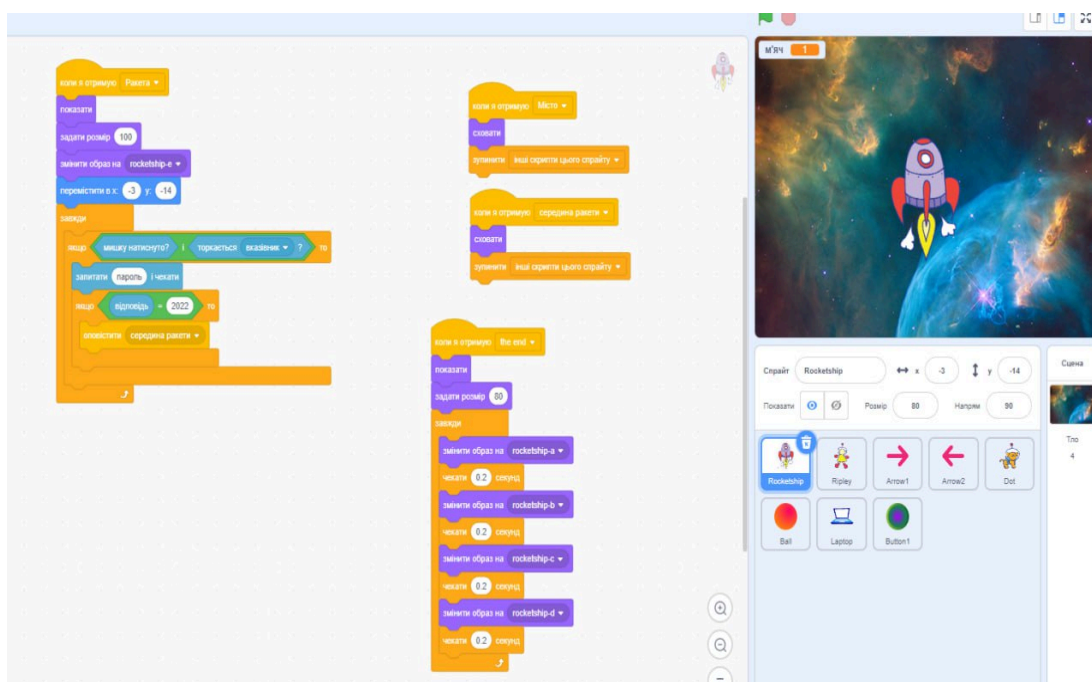 коли я отримую Ракета
показати
задати розмір 100
змінити образ на rocketship-e
перемістити в x: -3 y: -14
завжди
якщо мишку натиснуто? і торкається вказівник ? то
запитати пароль і чекати
якщо відповідь = 2022 то
оповістити середина ракети
коли я отримую Місто
сховати
зупинити інші скрипти цього спрайту
коли я отримую середина ракети
сховати
зупинити інші скрипти цього спрайту
коли я отримую the end
показати
задати розмір 80
завжди
змінити образ на rocketship-a
чекати 0.2 секунд
змінити образ на rocketship-b
чекати 0.2 секунд
змінити образ на rocketship-c
чекати 0.2 секунд
змінити образ на rocketship-d
чекати 0.2 секунд
м'яч 1
Спрайт Rocketship x -3 y -14
Показати Розмір 80 Напрям 90
Rocketship Ripley Arrow1 Arrow2 Dot
Ball Laptop Button1
Сцена
Тло
4